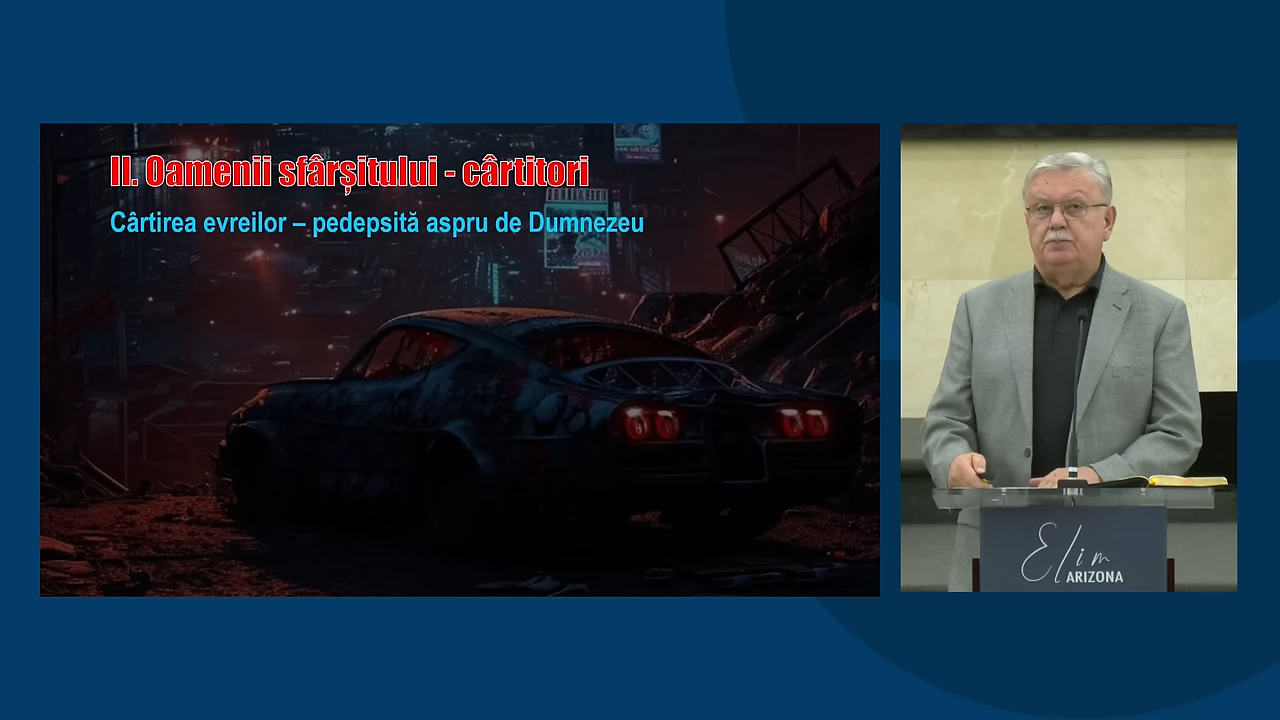 II. Oamenii sfârșitului - cârtitori
Cârtirea evreilor – pedepsită aspru de Dumnezeu
Elim
ARIZONA